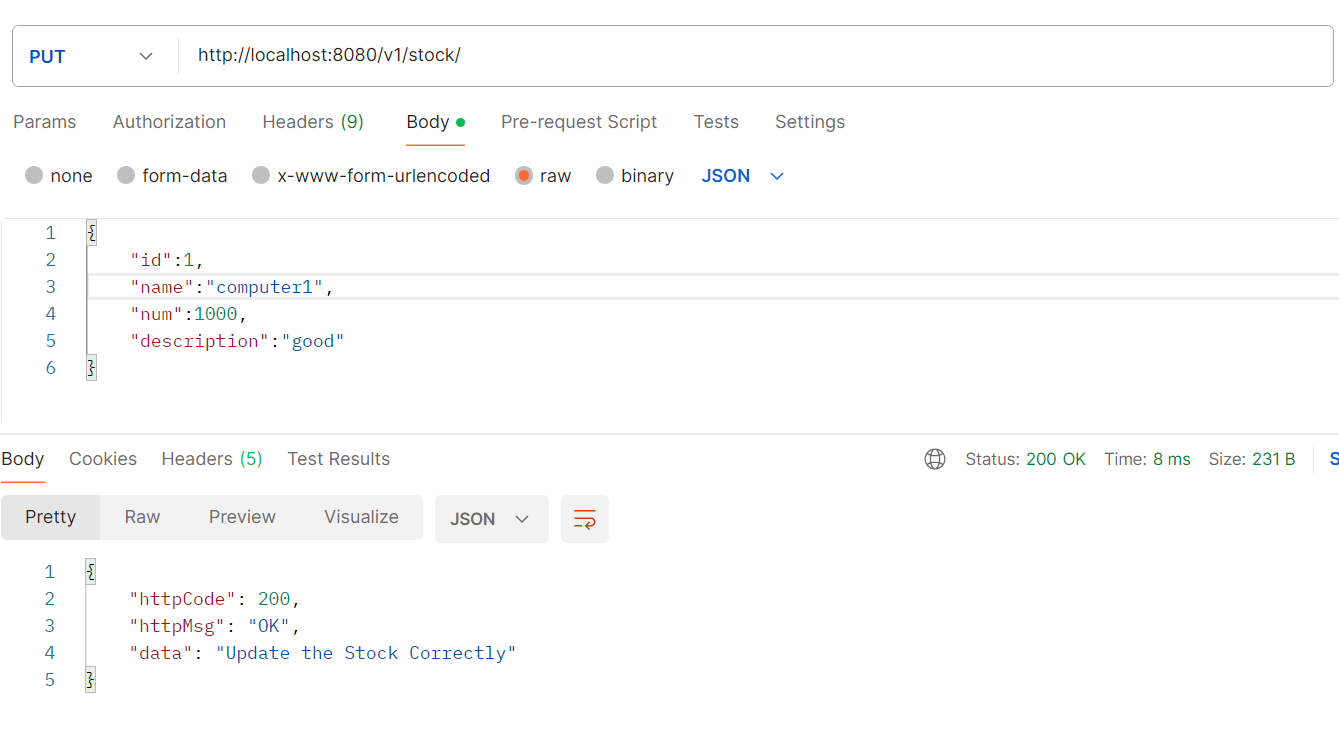 PUT http://localhost:8080/v1/stock/
Params Authorization Headers (9) Body Pre-request Script Tests Settings
none form-data x-www-form-urlencoded raw binary JSON
1 {
2 "id":1,
3 "name":"computer1",
4 "num":1000,
5 "description":"good"
6 }
Body Cookies Headers (5) Test Results Status: 200 OK Time: 8 ms Size: 231 B S
Pretty Raw Preview Visualize JSON
1 {
2 "httpCode": 200,
3 "httpMsg": "OK",
4 "data": "Update the Stock Correctly"
5 }